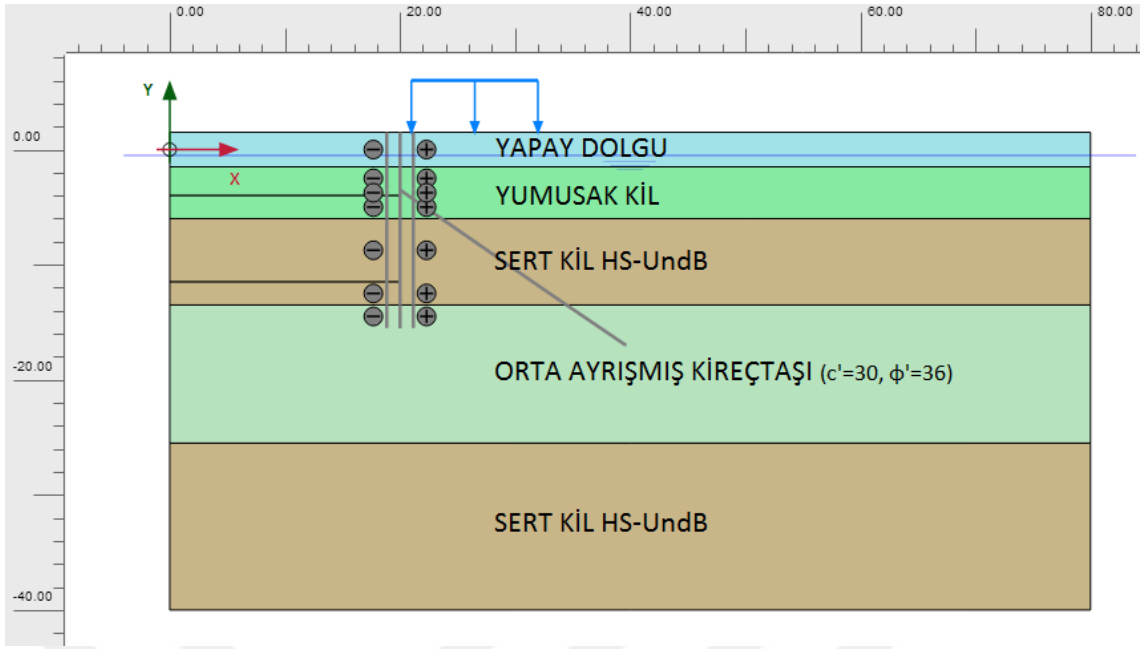 0.00 20.00 40.00 60.00 80.00
Y
0.00
X
YAPAY DOLGU
YUMUSAK KİL
SERT KİL HS-UndB
-20.00
ORTA AYRIŞMIŞ KİREÇTAŞI (c'=30, ϕ'=36)
SERT KİL HS-UndB
-40.00